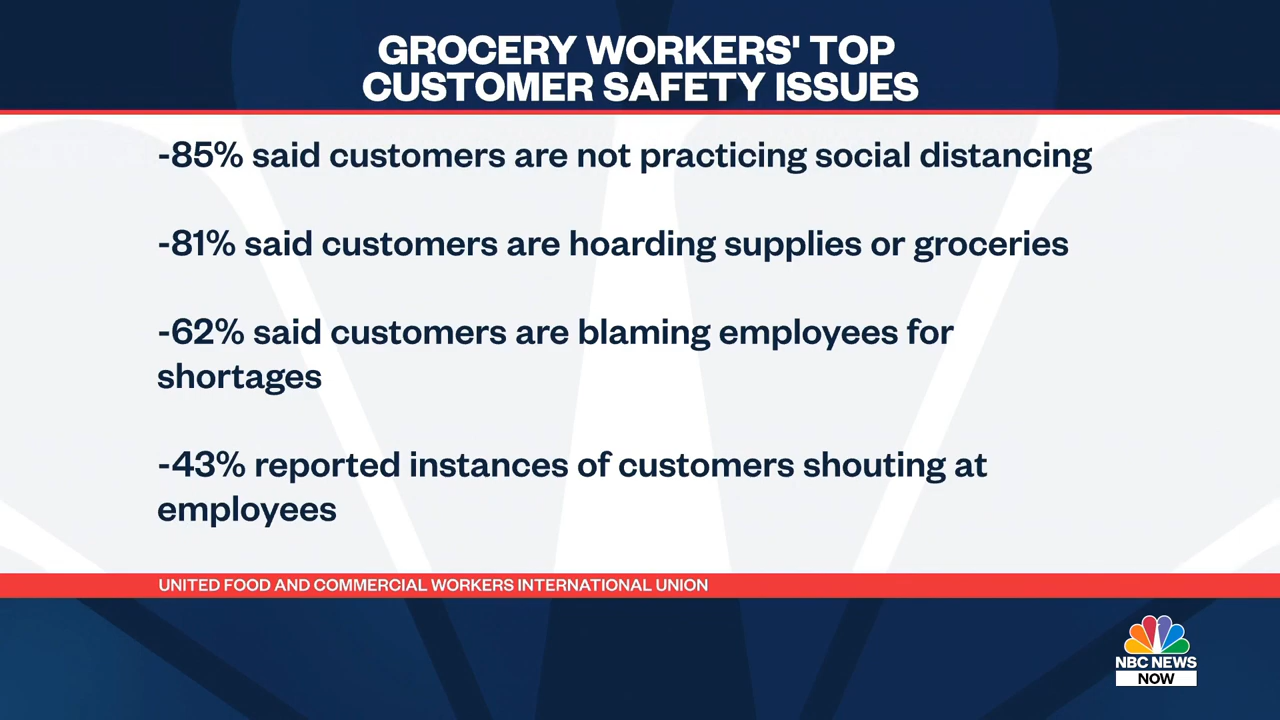 GROCERY WORKERS' TOP
CUSTOMER SAFETY ISSUES
-85% said customers are not practicing social distancing
-81% said customers are hoarding supplies or groceries
-62% said customers are blaming employees for
shortages
-43% reported instances of customers shouting at
employees
UNITED FOOD AND COMMERCIAL WORKERS INTERNATIONAL UNION
NBC NEWS
NOW